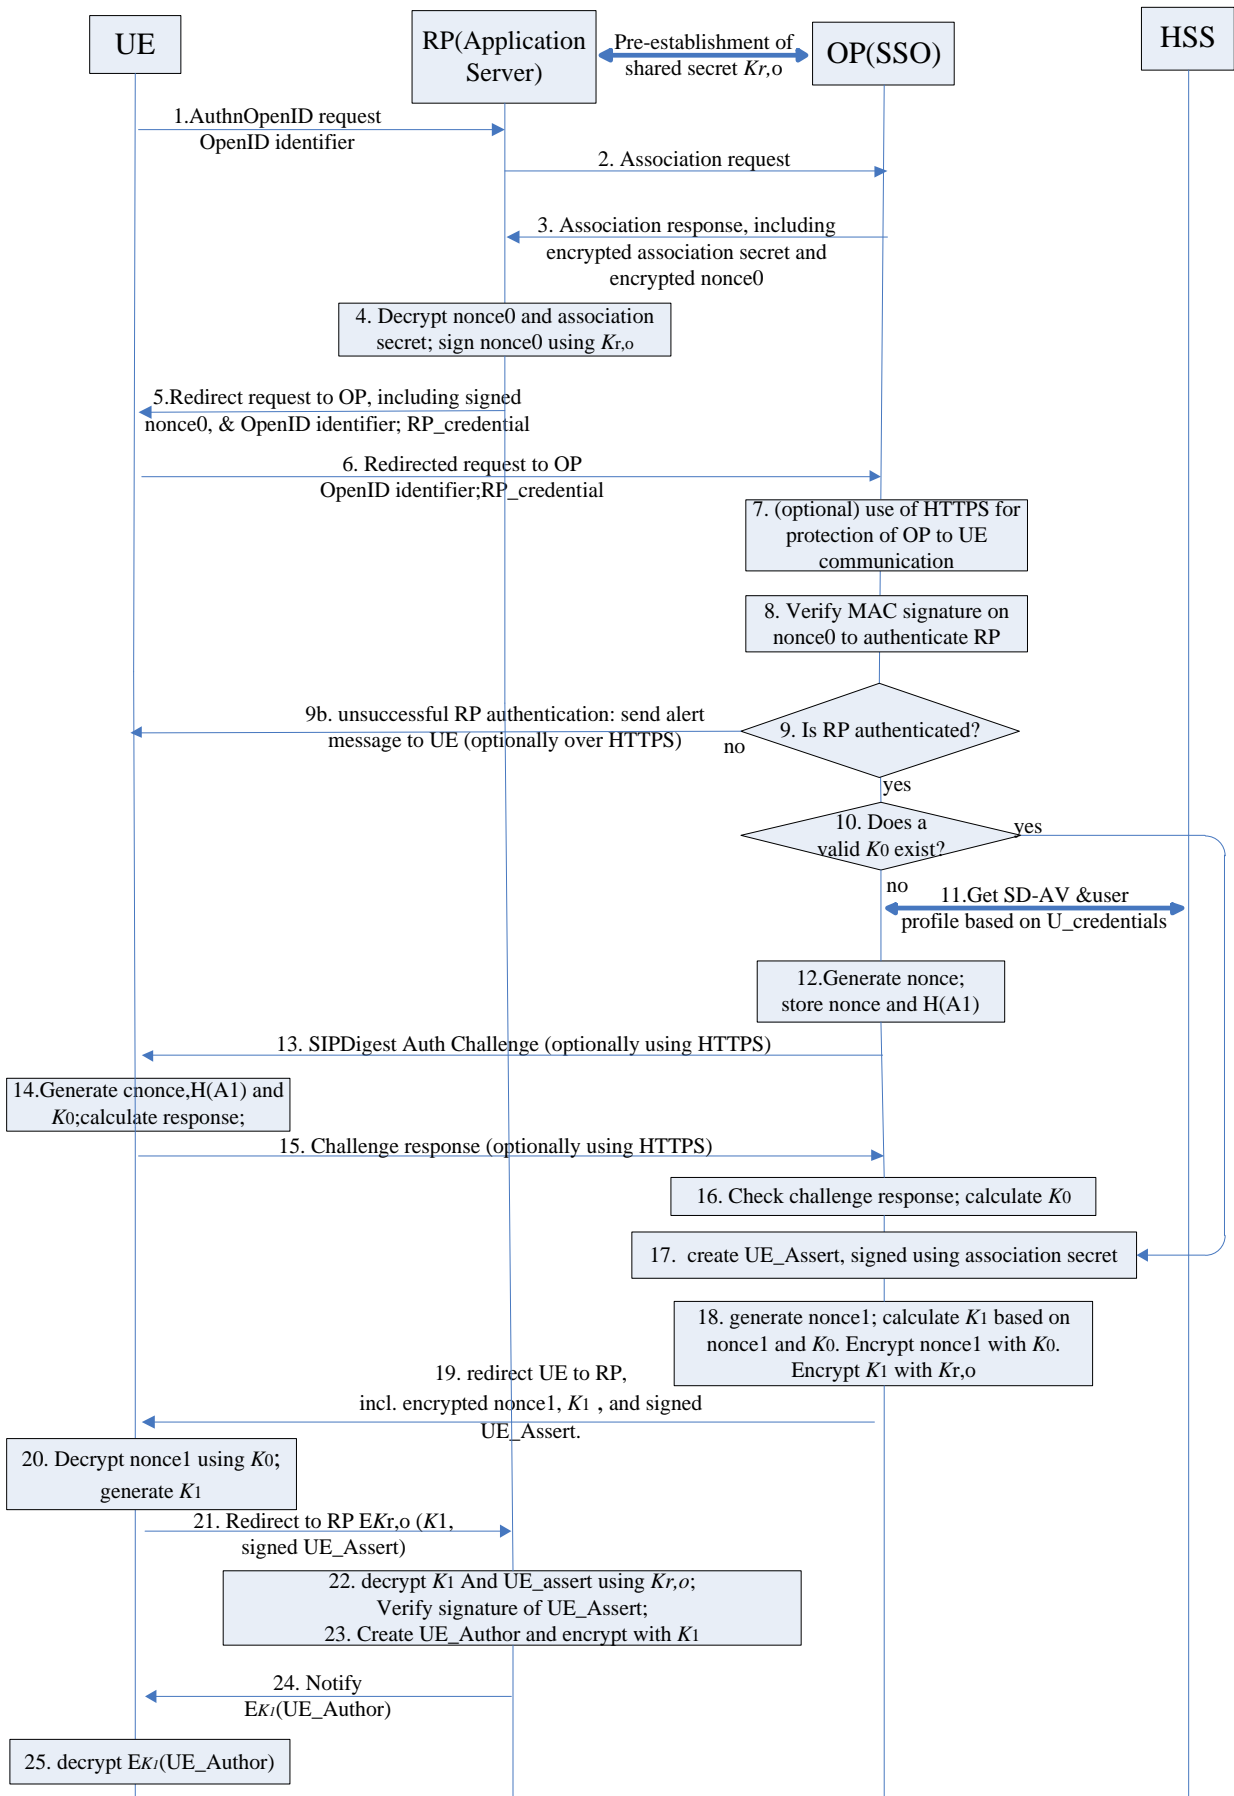 UE
RP(Application
Server)
Pre-establishment of
shared secret Kr,o
OP(SSO)
HSS
1.AuthnOpenID request
OpenID identifier
2. Association request
3. Association response, including
encrypted association secret and
encrypted nonce0
4. Decrypt nonce0 and association
secret; sign nonce0 using Kr,o
5.Redirect request to OP, including signed
nonce0, & OpenID identifier; RP_credential
6. Redirected request to OP
OpenID identifier;RP_credential
7. (optional) use of HTTPS for
protection of OP to UE
communication
8. Verify MAC signature on
nonce0 to authenticate RP
9b. unsuccessful RP authentication: send alert
message to UE (optionally over HTTPS)
9. Is RP authenticated?
no
yes
10. Does a
valid K0 exist?
yes
no
11.Get SD-AV &user
profile based on U_credentials
12.Generate nonce;
store nonce and H(A1)
13. SIPDigest Auth Challenge (optionally using HTTPS)
14.Generate cnonce,H(A1) and
K0;calculate response;
15. Challenge response (optionally using HTTPS)
16. Check challenge response; calculate K0
17. create UE_Assert, signed using association secret
18. generate nonce1; calculate K1 based on
nonce1 and K0. Encrypt nonce1 with K0.
Encrypt K1 with Kr,o
19. redirect UE to RP,
incl. encrypted nonce1, K1 , and signed
UE_Assert.
20. Decrypt nonce1 using K0;
generate K1
21. Redirect to RP EKr,o (K1,
signed UE_Assert)
22. decrypt K1 And UE_assert using Kr,o;
Verify signature of UE_Assert;
23. Create UE_Author and encrypt with K1
24. Notify
EK1(UE_Author)
25. decrypt EK1(UE_Author)